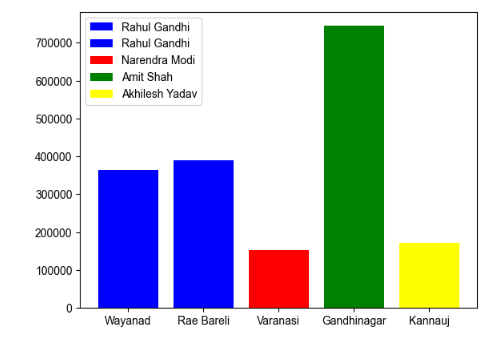 Rahul Gandhi
Rahul Gandhi
Narendra Modi
Amit Shah
Akhilesh Yadav
700000
600000
500000
400000
300000
200000
100000
0
Wayanad Rae Bareli Varanasi Gandhinagar Kannauj